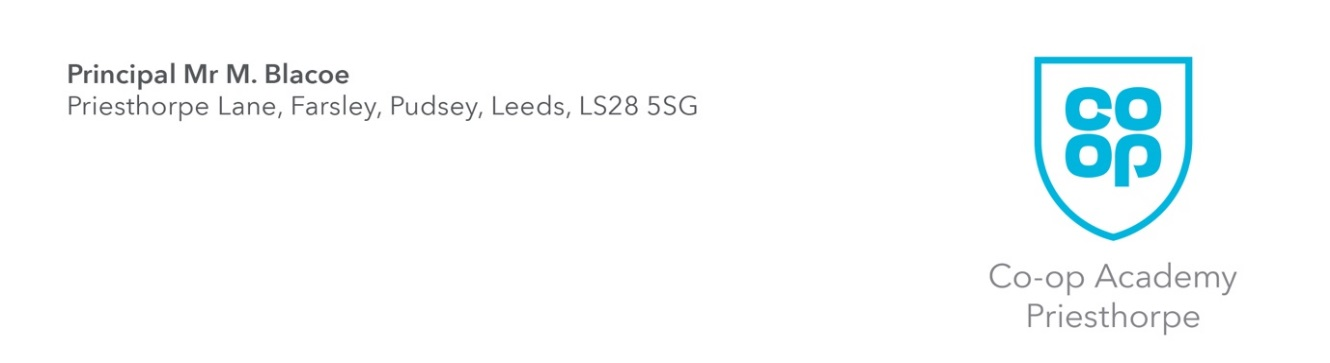 Principal Mr M. Blacoe
Priesthorpe Lane, Farsley, Pudsey, Leeds, LS28 5SG
co
op
Co-op Academy
Priesthorpe